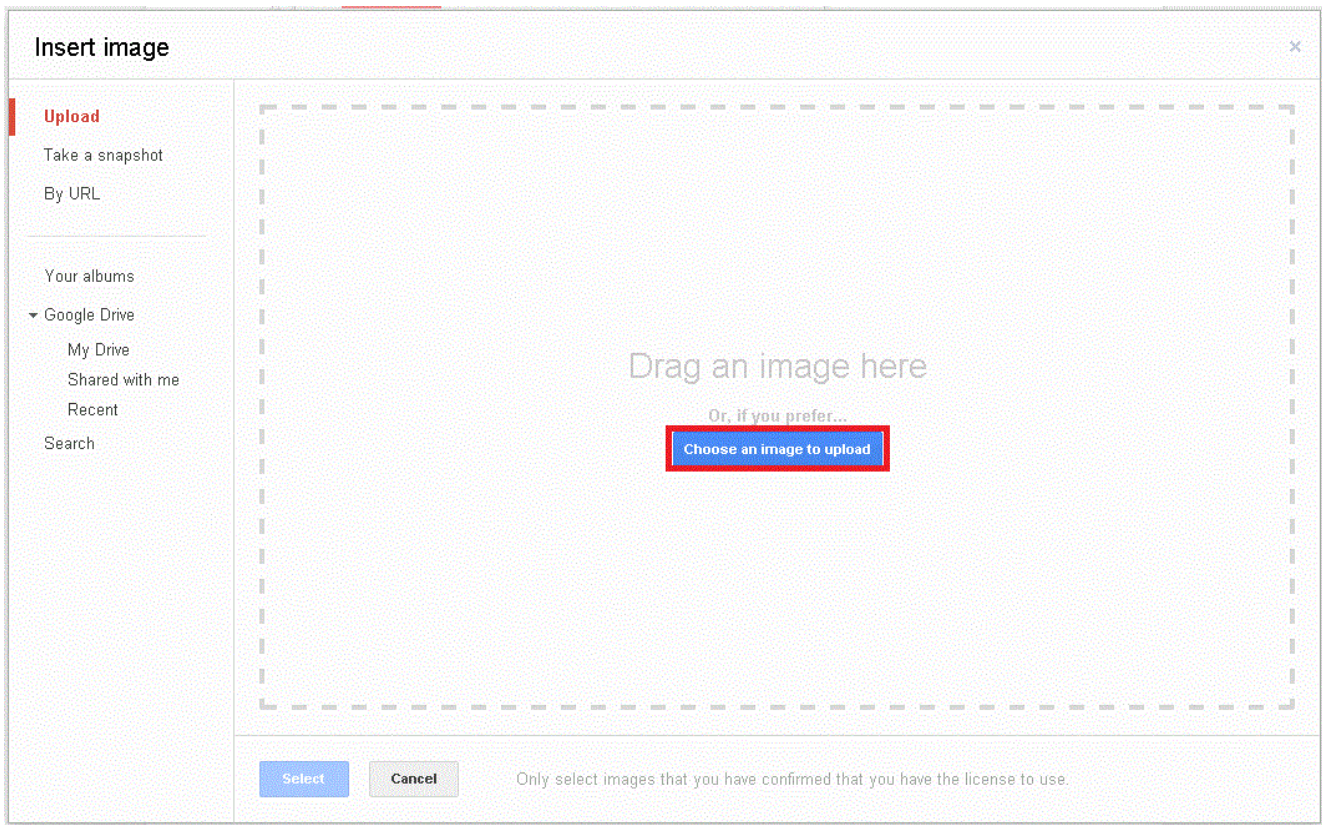 Insert image
×
Upload
Take a snapshot
By URL
Your albums
Google Drive
My Drive
Shared with me
Recent
Search
Drag an image here
Or, if you prefer...
Choose an image to upload
Select
Cancel
Only select images that you have confirmed that you have the license to use.